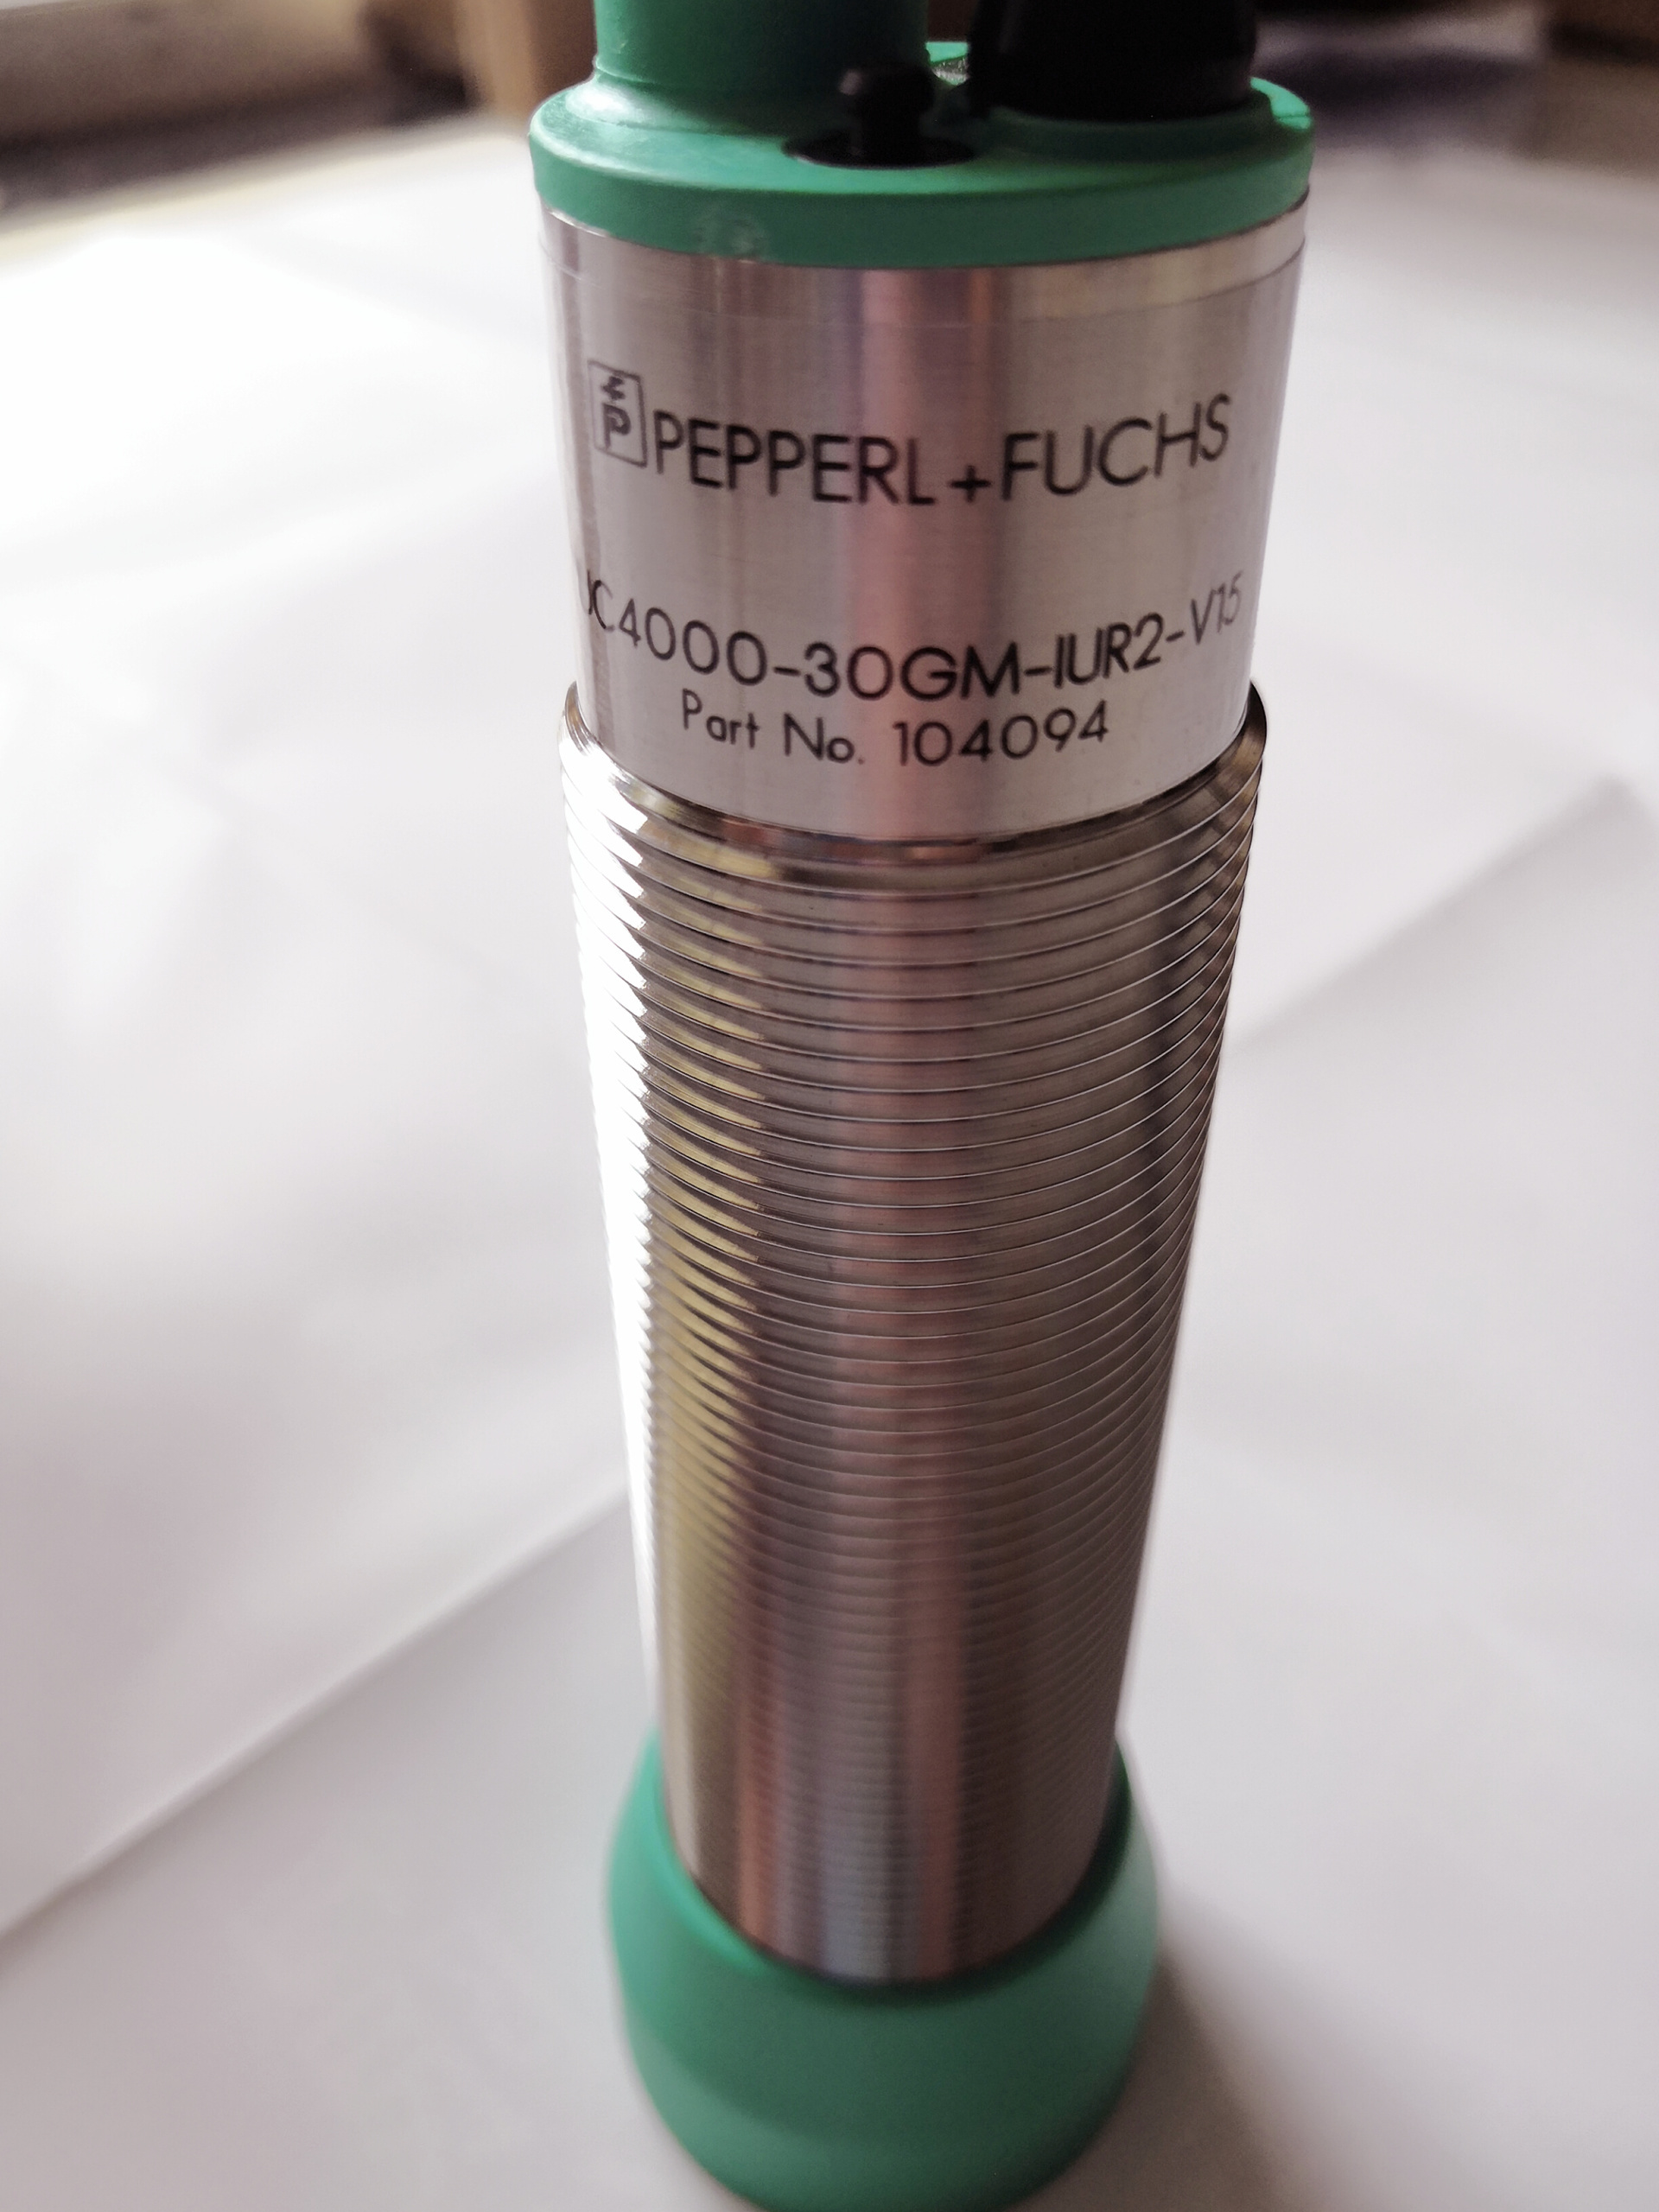 PEPPERL+FUCHS
UC4000-30GM-IUR2-V15
Part No. 104094